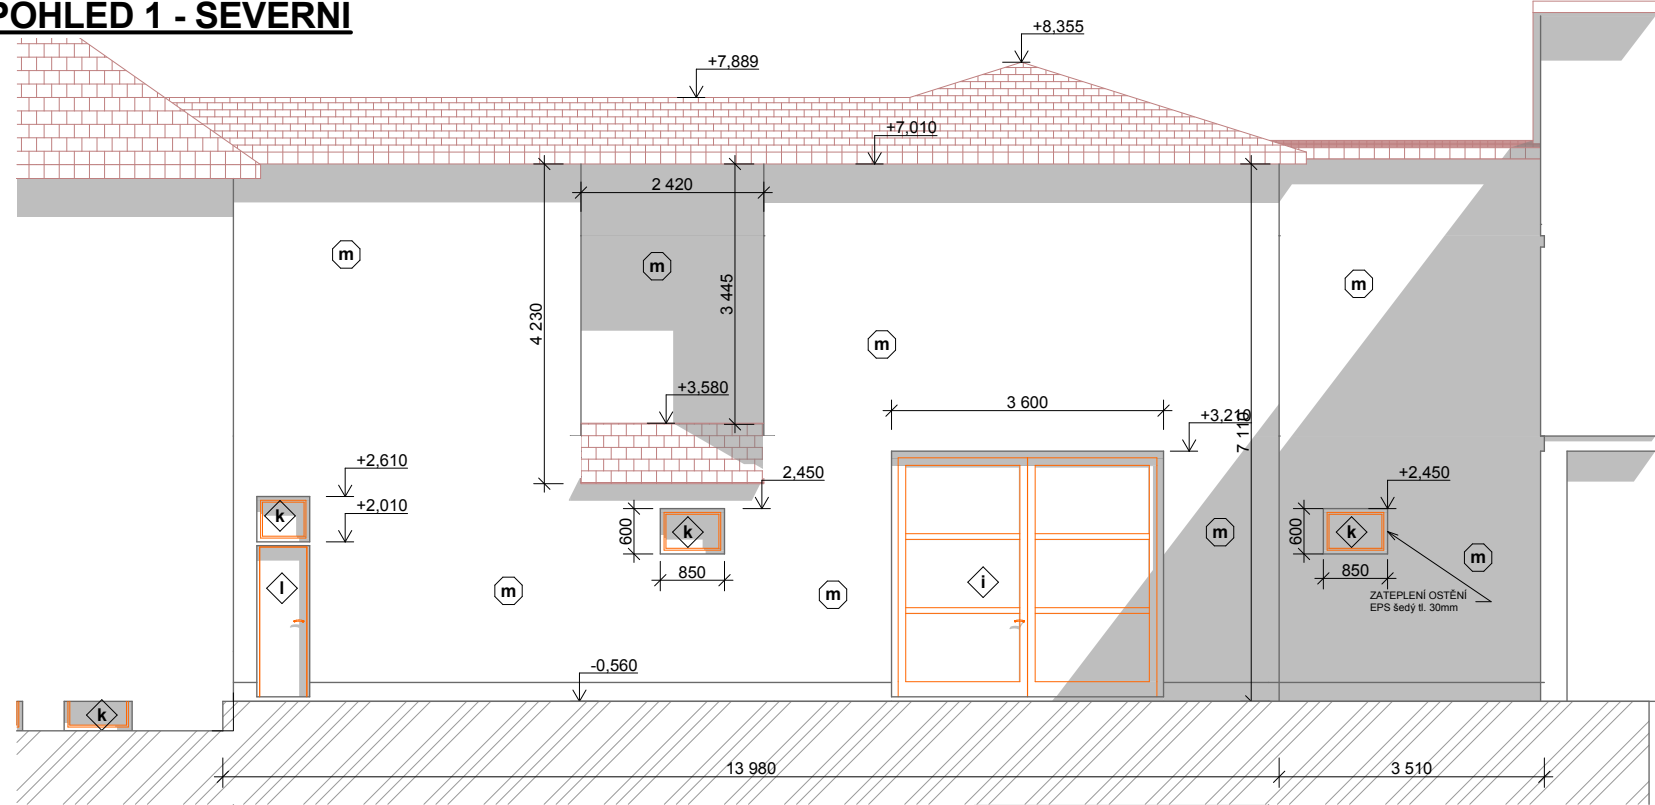 POHLED 1 - SEVERNÍ
+8,355
+7,889
+7,010
2 420
m
m
m
m
3 445
4 230
+3,580
3 600
+3,210
7 110
+2,610
2,450
+2,450
+2,010
k
600
k
m
600
k
m
850
i
850
l
m
m
ZATEPLENÍ OSTĚNÍ
EPS šedý tl. 30mm
-0,560
k
13 980
3 510